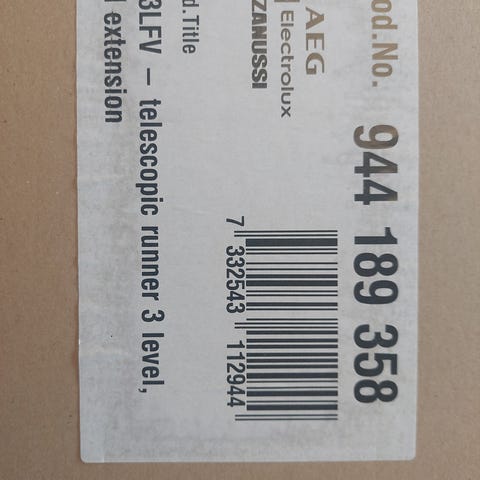 od.No. 944 189 358
AEG
Electrolux
ZANUSSI
7 332543 112944
d.Title
3LFV – telescopic runner 3 level,
l extension